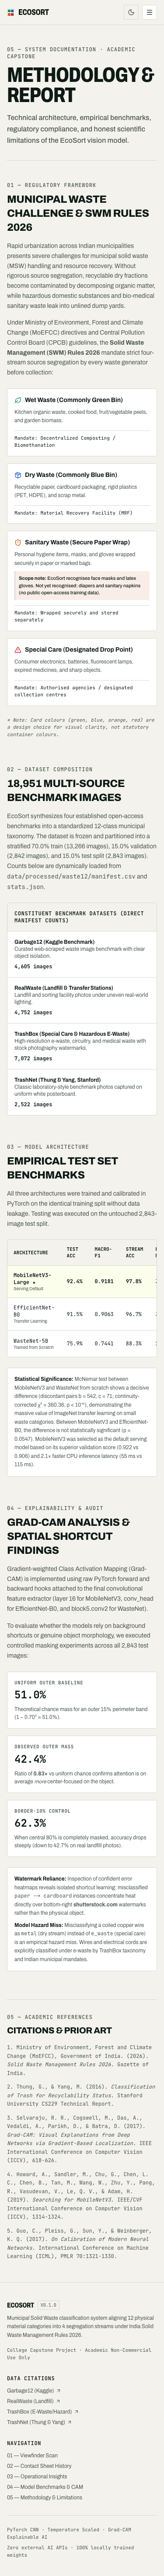 ECOSORT
05 — SYSTEM DOCUMENTATION · ACADEMIC
CAPSTONE
METHODOLOGY &
REPORT
Technical architecture, empirical benchmarks,
regulatory compliance, and honest scientific
limitations of the EcoSort vision model.
01 — REGULATORY FRAMEWORK
MUNICIPAL WASTE
CHALLENGE & SWM RULES
2026
Rapid urbanization across Indian municipalities
presents severe challenges for municipal solid waste
(MSW) handling and resource recovery. Without
rigorous source segregation, recyclable dry materials
become contaminated by decomposing organic matter,
while hazardous domestic substances and bio-medical
sanitary waste leak into unlined dump yards.
Under Ministry of Environment, Forest and Climate
Change (MoEFCC) directives and Central Pollution
Control Board (CPCB) guidelines, the Solid Waste
Management (SWM) Rules 2026 mandate strict four-
stream source segregation by every waste generator
before collection:
Wet Waste (Commonly Green Bin)
Kitchen organic waste, cooked food, fruit/vegetable peels,
and garden biomass.
Mandate: Decentralized Composting /
Biomethanation
Dry Waste (Commonly Blue Bin)
Recyclable paper, cardboard packaging, rigid plastics
(PET, HDPE), and scrap metal.
Mandate: Material Recovery Facility (MRF)
Sanitary Waste (Secure Paper Wrap)
Personal hygiene items, masks, and gloves wrapped
securely in paper or marked bags.
Scope note: EcoSort recognises face masks and latex
gloves. Not yet recognised: diapers and sanitary napkins
(no public open-access training data).
Mandate: Wrapped securely and stored
separately
Special Care (Designated Drop Point)
Consumer electronics, batteries, fluorescent lamps,
expired medicines, and sharp objects.
Mandate: Authorised agencies / designated
collection centres
* Note: Card colours (green, blue, orange, red) are
a design choice for visual clarity, not statutory
container colours.
02 — DATASET COMPOSITION
18,951 MULTI-SOURCE
BENCHMARK IMAGES
EcoSort synthesizes four established open-access
benchmarks into a standardized 12-class municipal
taxonomy. The dataset is partitioned into a stratified
split of 70.0% train (13,266 images), 15.0% validation
(2,842 images), and 15.0% test split (2,843 images).
Counts below are dynamically loaded from
data/processed/waste12/manifest.csv and
stats.json.
CONSTITUENT BENCHMARK DATASETS (DIRECT
MANIFEST COUNTS)
Garbage12 (Kaggle Benchmark)
Curated web-scraped waste image benchmark with clear
object isolation.
4,605 images
RealWaste (Landfill & Transfer Stations)
Landfill and sorting facility photos under uneven real-world
lighting.
4,752 images
TrashBox (Special Care & Hazardous E-Waste)
High-resolution e-waste, circuitry, and medical waste with
stock photography watermarks.
7,072 images
TrashNet (Thung & Yang, Stanford)
Classic laboratory-style benchmark photos captured on
uniform white posterboard.
2,522 images
03 — MODEL ARCHITECTURE
EMPIRICAL TEST SET
BENCHMARKS
All three architectures were trained and calibrated in
PyTorch on the identical training split without data
leakage. Testing was executed on the untouched 2,843-
image test split.
ARCHITECTURE TEST ACC MACRO-F1 STREAM ACC
MobileNetV3-Large ★ 92.4% 0.9181 97.8%
Serving Default
EfficientNet-B0 91.5% 0.9063 96.7%
Transfer Learning
WasteNet-SB 75.9% 0.7441 88.3%
Trained from Scratch
Statistical Significance: McNemar test between
MobileNetV3 and WasteNet from scratch shows a decisive
difference (discordant pairs b = 542, c = 71; continuity-
corrected χ² = 360.36, p < 10⁻⁸⁰), demonstrating the massive
value of ImageNet transfer learning on small
waste categories. Between MobileNetV3 and EfficientNet-
B0, the difference is not statistically significant (p
= 0.0547). MobileNetV3 was selected as the default serving
model based on its superior validation score (0.922 vs
0.906) and 2.1× faster CPU inference latency (55 ms vs
115 ms).
04 — EXPLAINABILITY & AUDIT
GRAD-CAM ANALYSIS &
SPATIAL SHORTCUT
FINDINGS
Gradient-weighted Class Activation Mapping (Grad-
CAM) is implemented using raw PyTorch forward and
backward hooks attached to the final convolutional
feature extractor (layer 16 for MobileNetV3, conv_head
for EfficientNet-B0, and block5.conv2 for WasteNet).
To evaluate whether the models rely on background
shortcuts or genuine object morphology, we executed
controlled masking experiments across all 2,843 test
images:
UNIFORM OUTER BASELINE
51.0%
Theoretical chance mass for an outer 15% perimeter band
(1 − 0.70² = 51.0%).
OBSERVED OUTER MASS
42.4%
Ratio of 0.83× vs uniform chance confirms attention is on
average more center-focused on the object.
BORDER-10% CONTROL
62.3%
When central 80% is completely masked, accuracy drops
steeply (down to 42.7% on real landfill photos).
Watermark Reliance: Inspection of confident error
heatmaps reveals isolated shortcut learning: misclassified
paper → cardboard instances concentrate heat
directly over bottom-right shutterstock.com watermarks
rather than the physical object.
Model Hazard Miss: Misclassifying a coiled copper wire
as metal (dry stream) instead of e_waste (special care)
is an empirical hazard miss. Wires and electrical threads
are explicitly classified under e-waste by TrashBox taxonomy
and Indian municipal mandates.
05 — ACADEMIC REFERENCES
CITATIONS & PRIOR ART
1. Ministry of Environment, Forest and Climate
Change (MoEFCC), Government of India. (2026).
Solid Waste Management Rules 2026. Gazette of
India.
2. Thung, G., & Yang, M. (2016). Classification
of Trash for Recyclability Status. Stanford
University CS229 Technical Report.
3. Selvaraju, R. R., Cogswell, M., Das, A.,
Vedaldi, A., Parikh, D., & Batra, D. (2017).
Grad-CAM: Visual Explanations from Deep
Networks via Gradient-Based Localization. IEEE
International Conference on Computer Vision
(ICCV), 618-626.
4. Howard, A., Sandler, M., Chu, G., Chen, L.
C., Chen, B., Tan, M., Wang, W., Zhu, Y., Pang,
R., Vasudevan, V., Le, Q. V., & Adam, H.
(2019). Searching for MobileNetV3. IEEE/CVF
International Conference on Computer Vision
(ICCV), 1314-1324.
5. Guo, C., Pleiss, G., Sun, Y., & Weinberger,
K. Q. (2017). On Calibration of Modern Neural
Networks. International Conference on Machine
Learning (ICML), PMLR 70:1321-1330.
ECOSORT V0.1.0
Municipal Solid Waste classification system aligning 12 physical
material categories into 4 segregation streams under India Solid
Waste Management Rules 2026.
College Capstone Project · Academic Non-Commercial
Use Only
DATA CITATIONS
Garbage12 (Kaggle) ↗
RealWaste (Landfill) ↗
TrashBox (E-Waste/Hazard) ↗
TrashNet (Thung & Yang) ↗
NAVIGATION
01 — Viewfinder Scan
02 — Contact Sheet History
03 — Operational Insights
04 — Model Benchmarks & CAM
05 — Methodology & Limitations
PyTorch CNN · Temperature Scaled · Grad-CAM
Explainable AI
Zero external AI APIs · 100% locally trained
weights